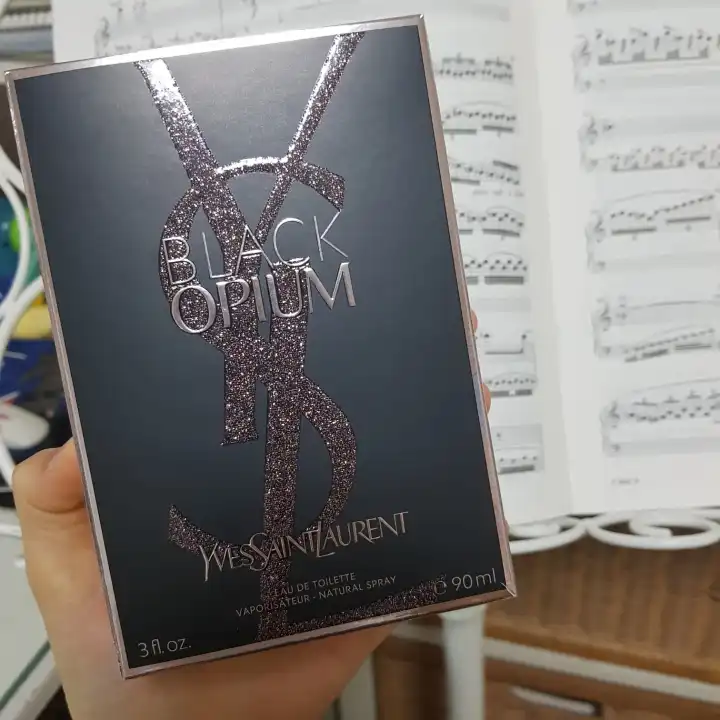 BLACK
OPIUM
YVESSAINTLAURENT
EAU DE TOILETTE
VAPORISATEUR - NATURAL SPRAY
3 fl. oz.
℮ 90 ml